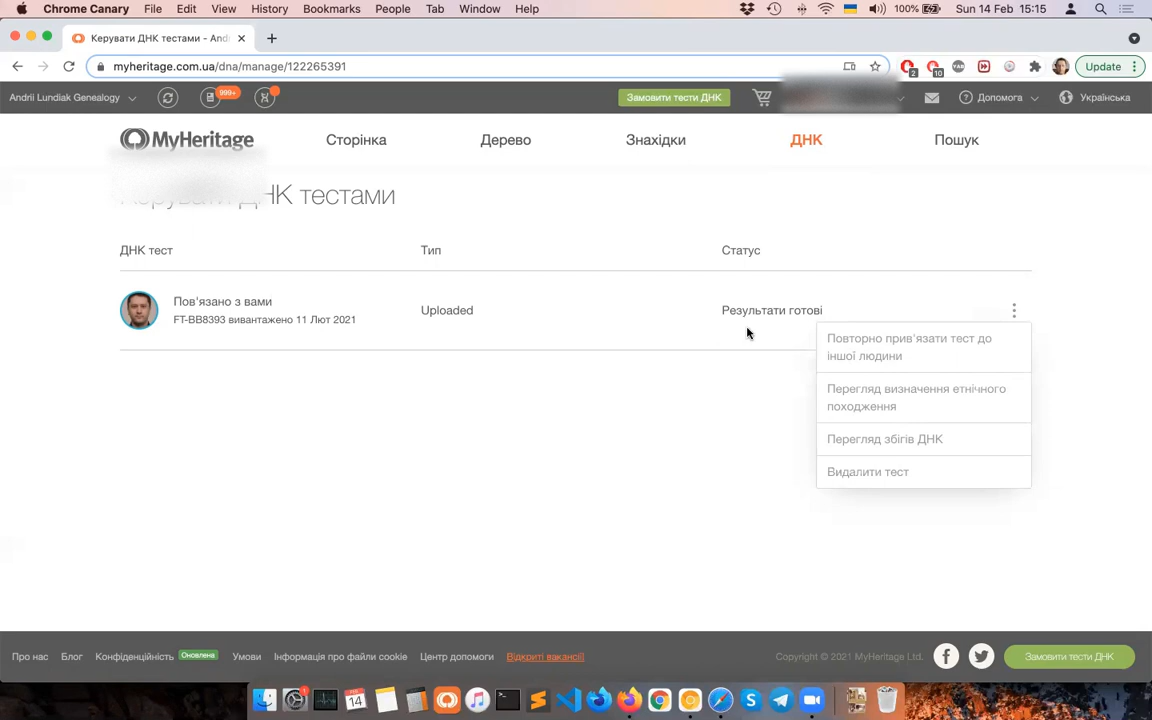 Chrome Canary File Edit View History Bookmarks People Tab Window Help 100% Sun 14 Feb 15:15
Керувати ДНК тестами - And
myheritage.com.ua/dna/manage/122265391 2 10 Update
Andrii Lundiak Genealogy 999+ Замовити тести ДНК Допомога Українська
MyHeritage Сторінка Дерево Знахідки ДНК Пошук
Керувати ДНК тестами
ДНК тест Тип Статус
Пов'язано з вами
FT-BB8393 вивантажено 11 Лют 2021
Uploaded
Результати готові
Повторно прив'язати тест до
іншої людини
Перегляд визначення етнічного
походження
Перегляд збігів ДНК
Видалити тест
Про нас Блог Конфіденційність Оновлена Умови Інформація про файли cookie Центр допомоги Відкриті вакансії! Copyright © 2021 MyHeritage Ltd. Замовити тести ДНК